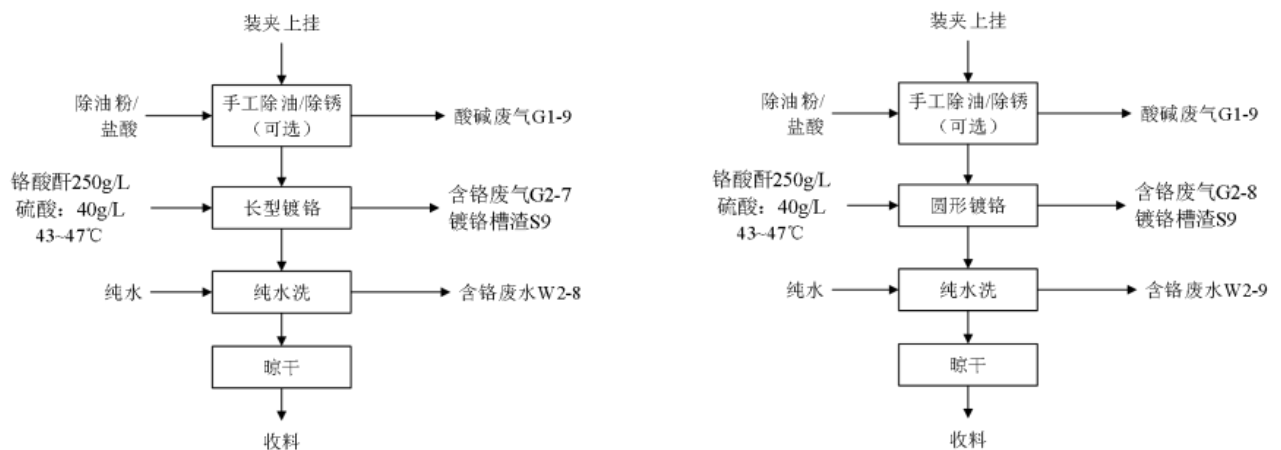 装夹上挂
除油粉/
盐酸
手工除油/除锈
（可选）
酸碱废气G1-9
铬酸酐250g/L
硫酸：40g/L
43~47℃
长型镀铬
含铬废气G2-7
镀铬槽渣S9
纯水
纯水洗
含铬废水W2-8
晾干
收料
装夹上挂
除油粉/
盐酸
手工除油/除锈
（可选）
酸碱废气G1-9
铬酸酐250g/L
硫酸：40g/L
43~47℃
圆形镀铬
含铬废气G2-8
镀铬槽渣S9
纯水
纯水洗
含铬废水W2-9
晾干
收料